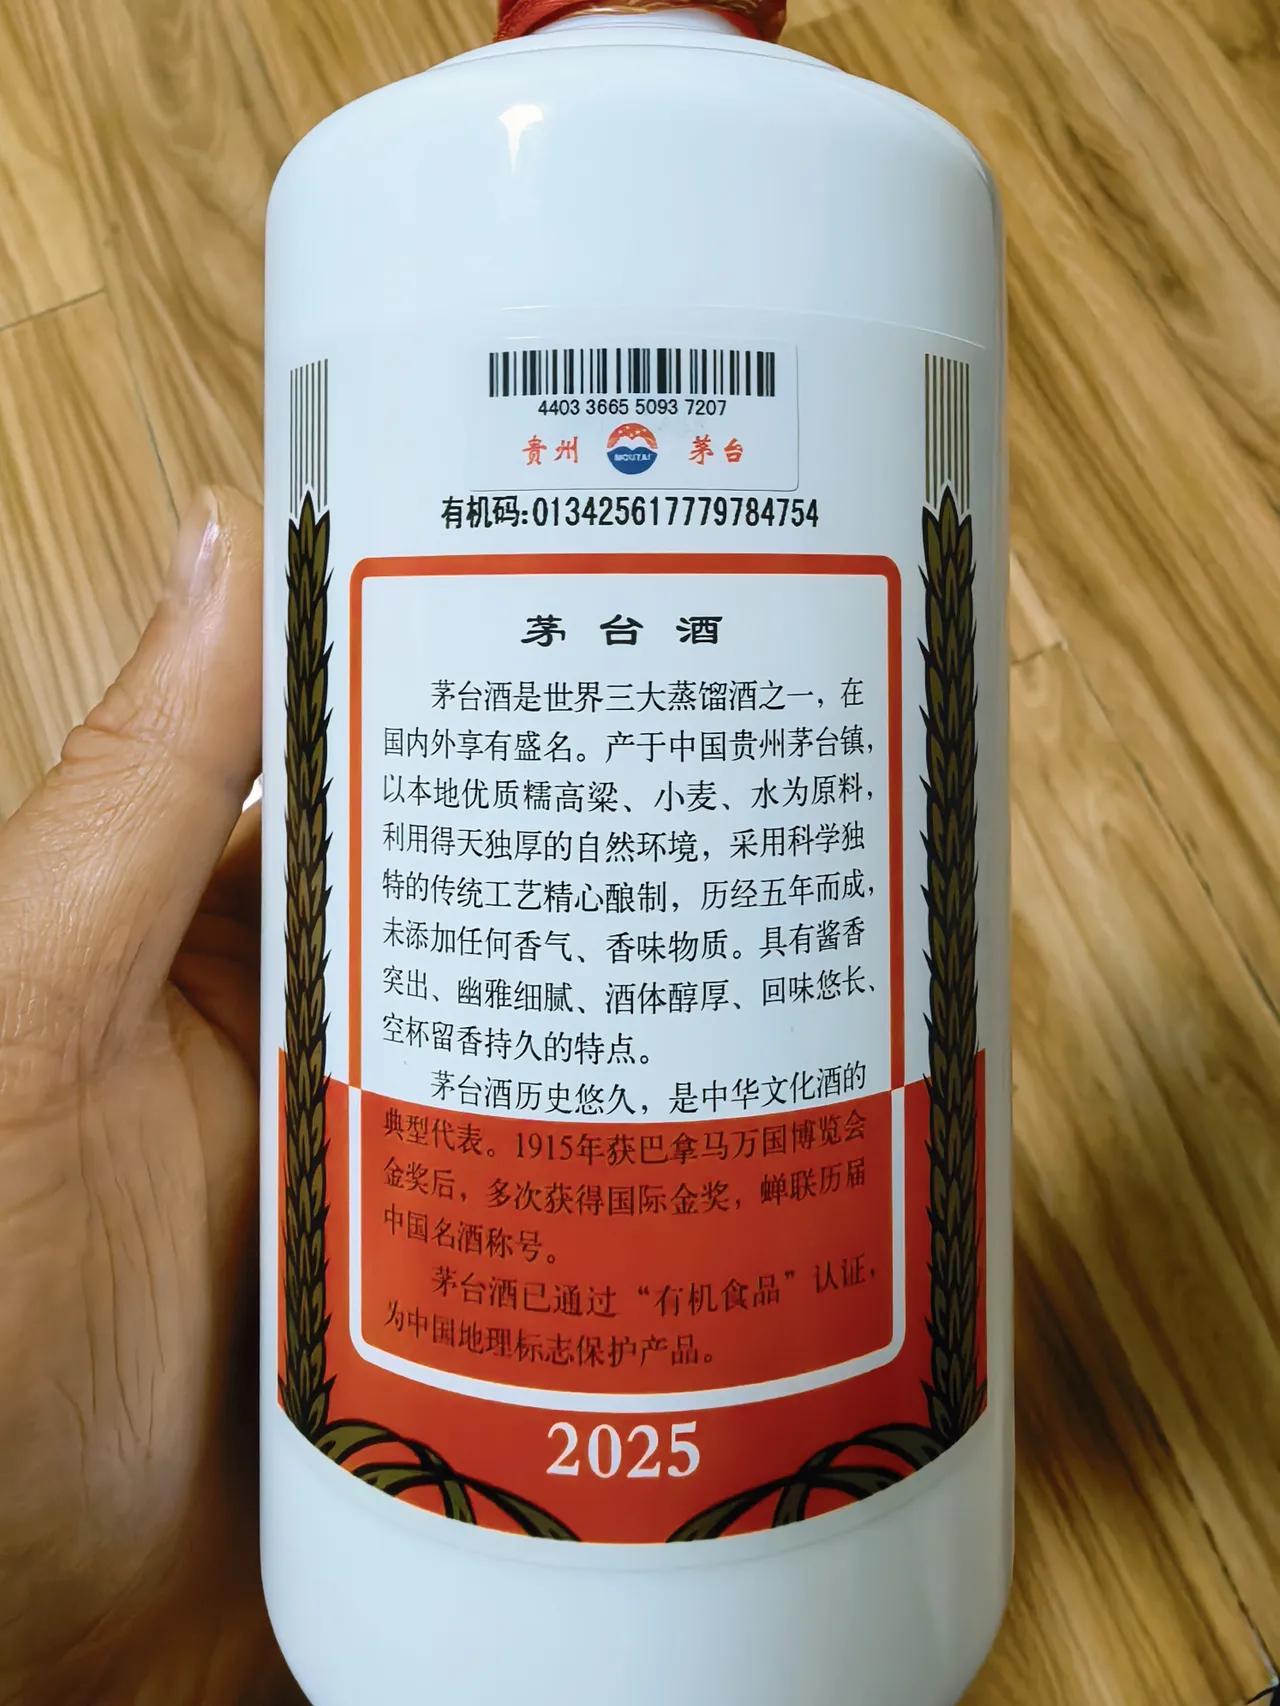 4403 3665 5093 7207
贵州 MOUTAI 茅台
有机码:013425617779784754
茅台酒
茅台酒是世界三大蒸馏酒之一，在
国内外享有盛名。产于中国贵州茅台镇，
以本地优质糯高粱、小麦、水为原料，
利用得天独厚的自然环境，采用科学独
特的传统工艺精心酿制，历经五年而成，
未添加任何香气、香味物质。具有酱香
突出、幽雅细腻、酒体醇厚、回味悠长、
空杯留香持久的特点。
茅台酒历史悠久，是中华文化酒的
典型代表。1915年获巴拿马万国博览会
金奖后，多次获得国际金奖，蝉联历届
中国名酒称号。
茅台酒已通过“有机食品”认证，
为中国地理标志保护产品。
2025